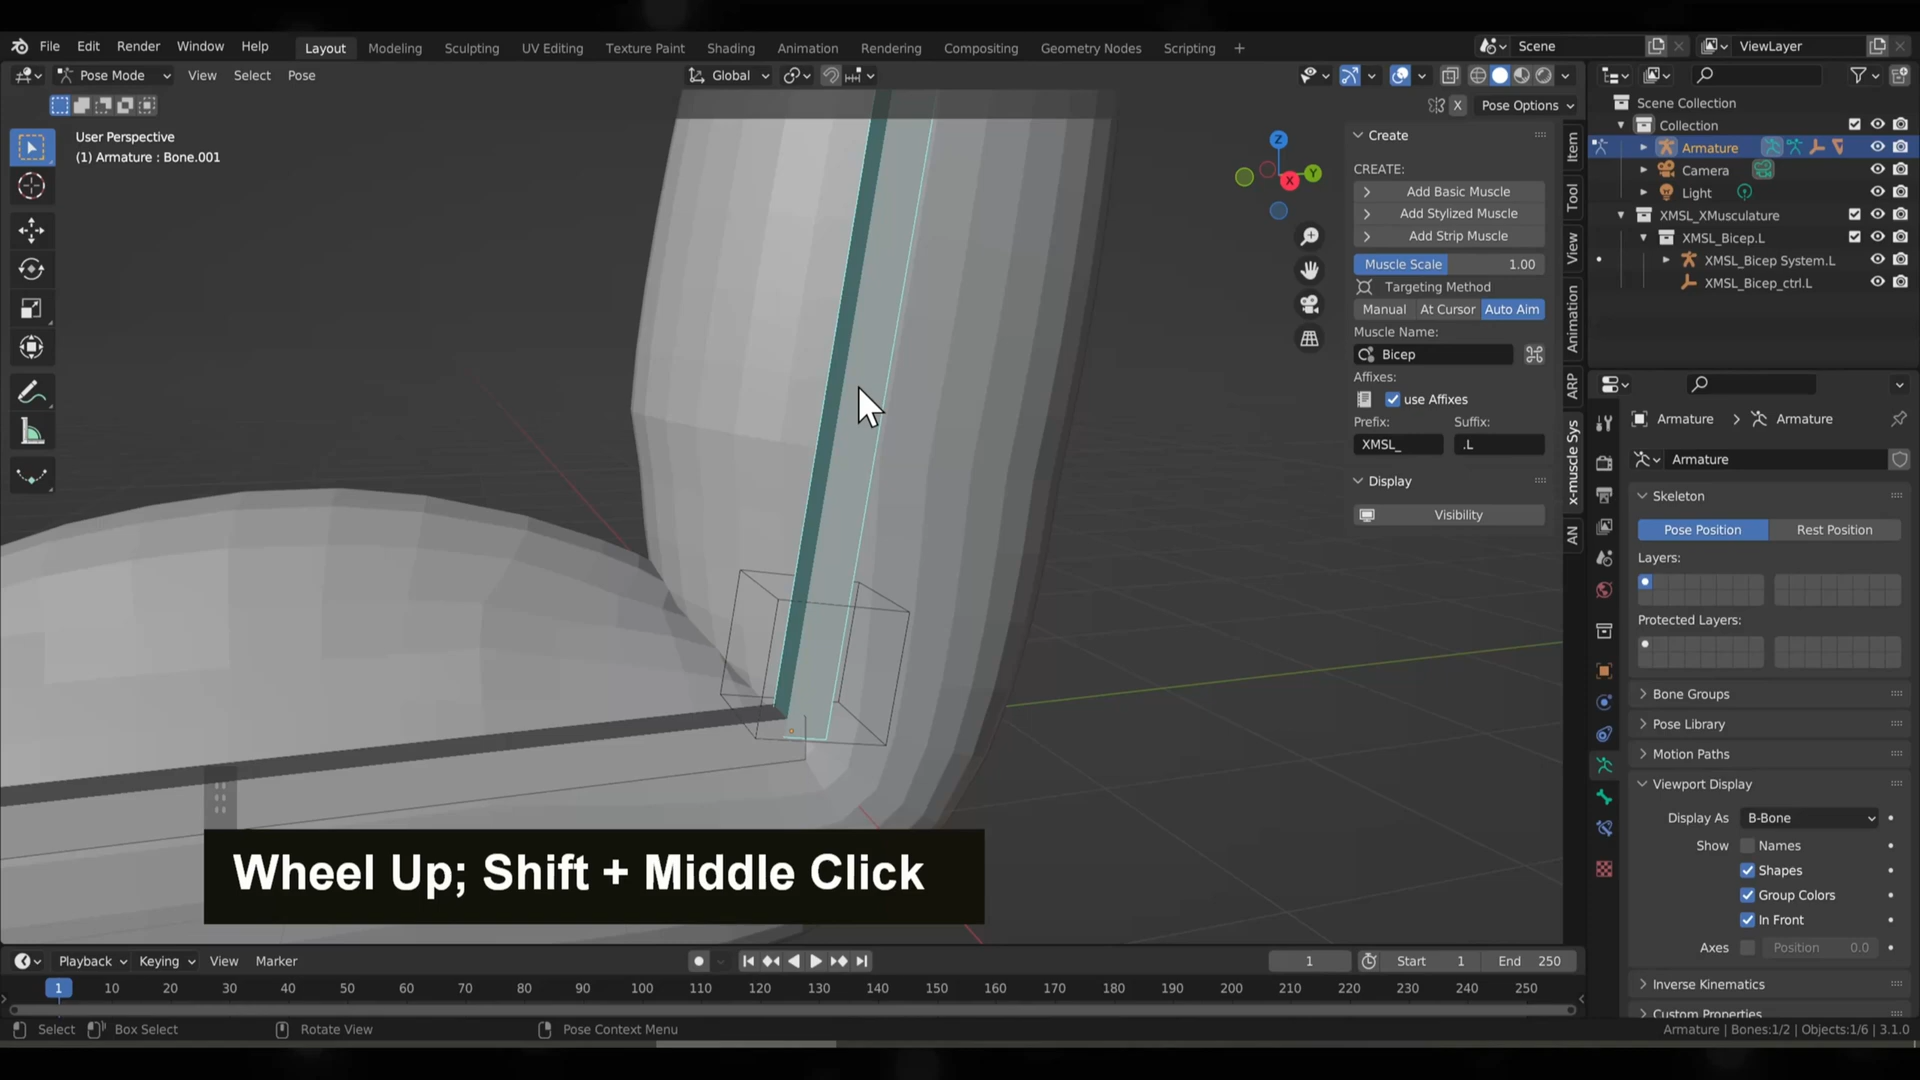 File Edit Render Window Help Layout Modeling Sculpting UV Editing Texture Paint Shading Animation Rendering Compositing Geometry Nodes Scripting + Scene ViewLayer
Pose Mode View Select Pose Global
X Pose Options
User Perspective
(1) Armature : Bone.001
Z
Y
X
Create
CREATE:
Add Basic Muscle
Add Stylized Muscle
Add Strip Muscle
Muscle Scale 1.00
Targeting Method
Manual At Cursor Auto Aim
Muscle Name:
Bicep
Affixes:
use Affixes
Prefix: Suffix:
XMSL_ .L
Display
Visibility
Item
Tool
View
Animation
ARP
x-muscle Sys
AN
Scene Collection
Collection
Armature
Camera
Light
XMSL_XMusculature
XMSL_Bicep.L
XMSL_Bicep System.L
XMSL_Bicep_ctrl.L
Armature Armature
Armature
Skeleton
Pose Position Rest Position
Layers:
Protected Layers:
Bone Groups
Pose Library
Motion Paths
Viewport Display
Display As B-Bone
Show Names
Shapes
Group Colors
In Front
Axes Position 0.0
Inverse Kinematics
Custom Properties
Wheel Up; Shift + Middle Click
Playback Keying View Marker 1 Start 1 End 250
1 10 20 30 40 50 60 70 80 90 100 110 120 130 140 150 160 170 180 190 200 210 220 230 240 250
Select Box Select Rotate View Pose Context Menu Armature | Bones:1/2 | Objects:1/6 | 3.1.0